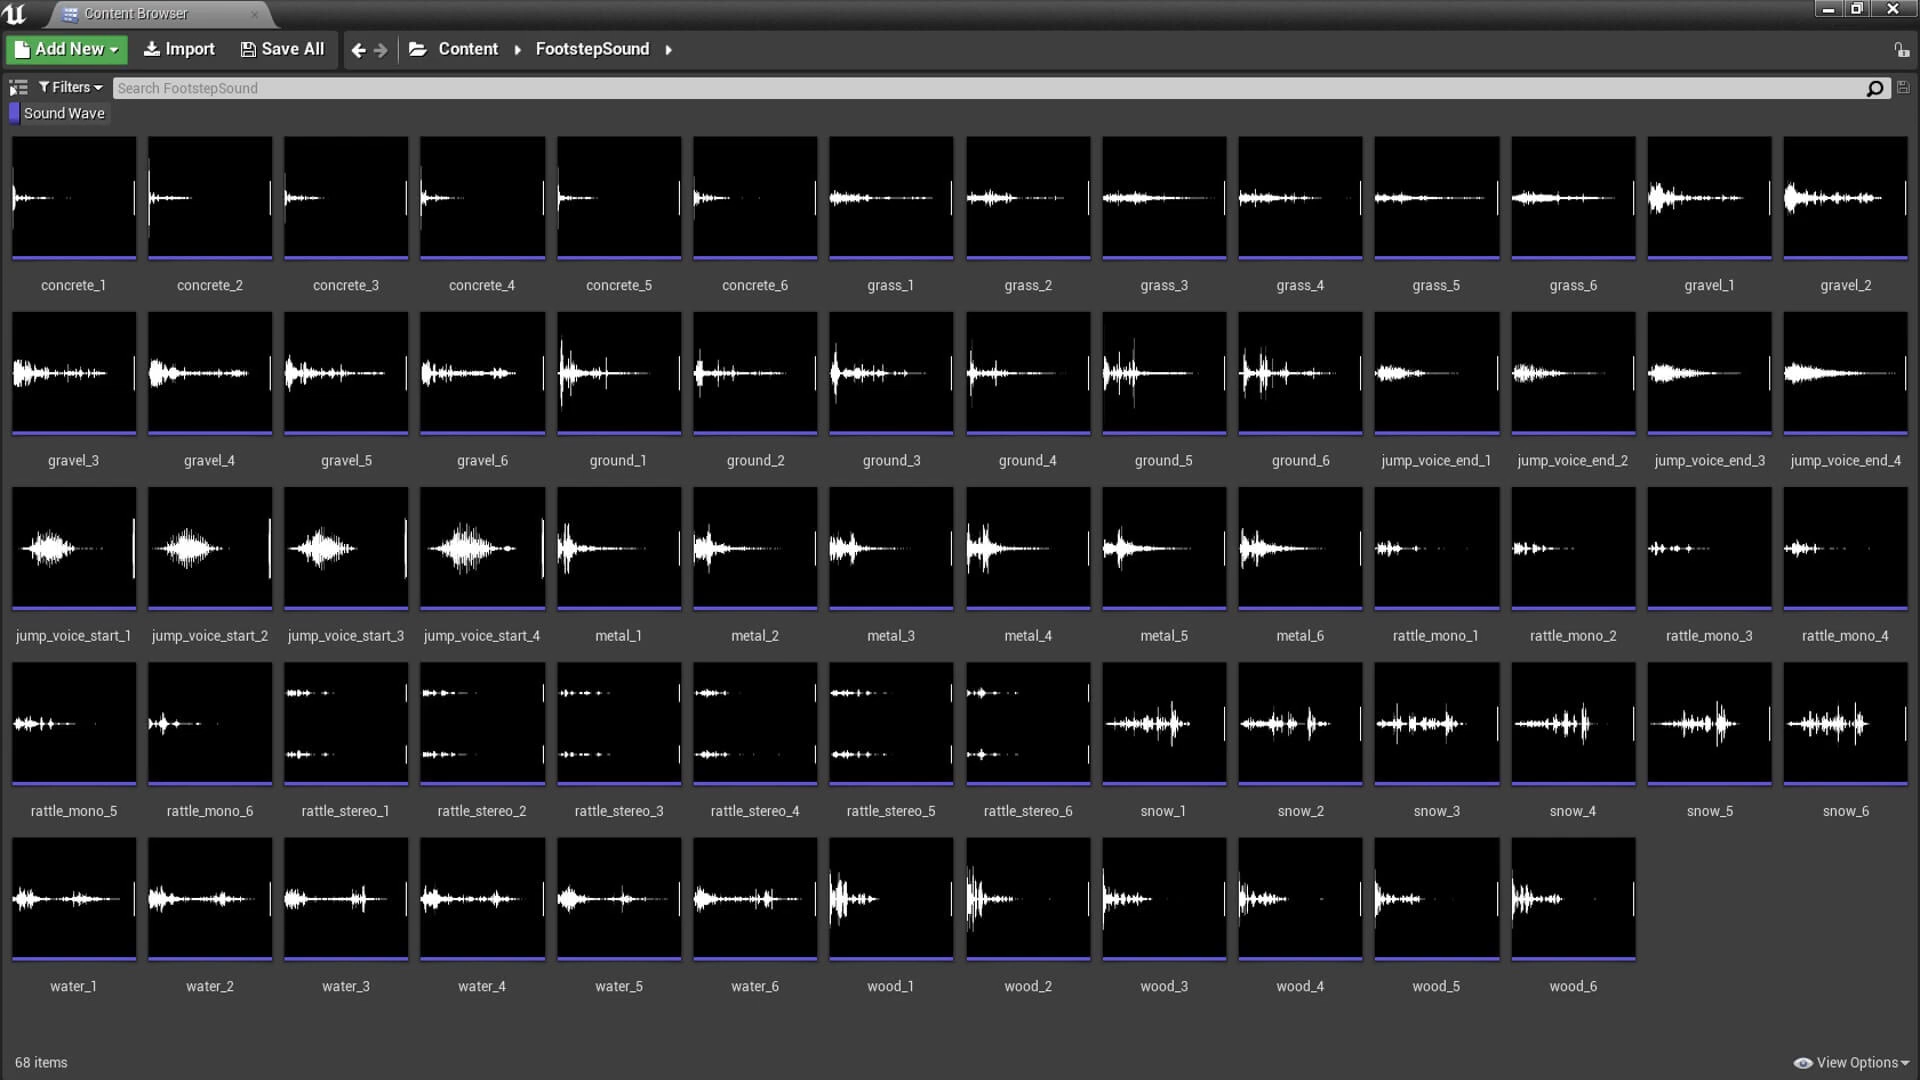 Content Browser
Add New Import Save All Content FootstepSound
Filters Search FootstepSound
Sound Wave
concrete_1 concrete_2 concrete_3 concrete_4 concrete_5 concrete_6 grass_1 grass_2 grass_3 grass_4 grass_5 grass_6 gravel_1 gravel_2
gravel_3 gravel_4 gravel_5 gravel_6 ground_1 ground_2 ground_3 ground_4 ground_5 ground_6 jump_voice_end_1 jump_voice_end_2 jump_voice_end_3 jump_voice_end_4
jump_voice_start_1 jump_voice_start_2 jump_voice_start_3 jump_voice_start_4 metal_1 metal_2 metal_3 metal_4 metal_5 metal_6 rattle_mono_1 rattle_mono_2 rattle_mono_3 rattle_mono_4
rattle_mono_5 rattle_mono_6 rattle_stereo_1 rattle_stereo_2 rattle_stereo_3 rattle_stereo_4 rattle_stereo_5 rattle_stereo_6 snow_1 snow_2 snow_3 snow_4 snow_5 snow_6
water_1 water_2 water_3 water_4 water_5 water_6 wood_1 wood_2 wood_3 wood_4 wood_5 wood_6
68 items View Options